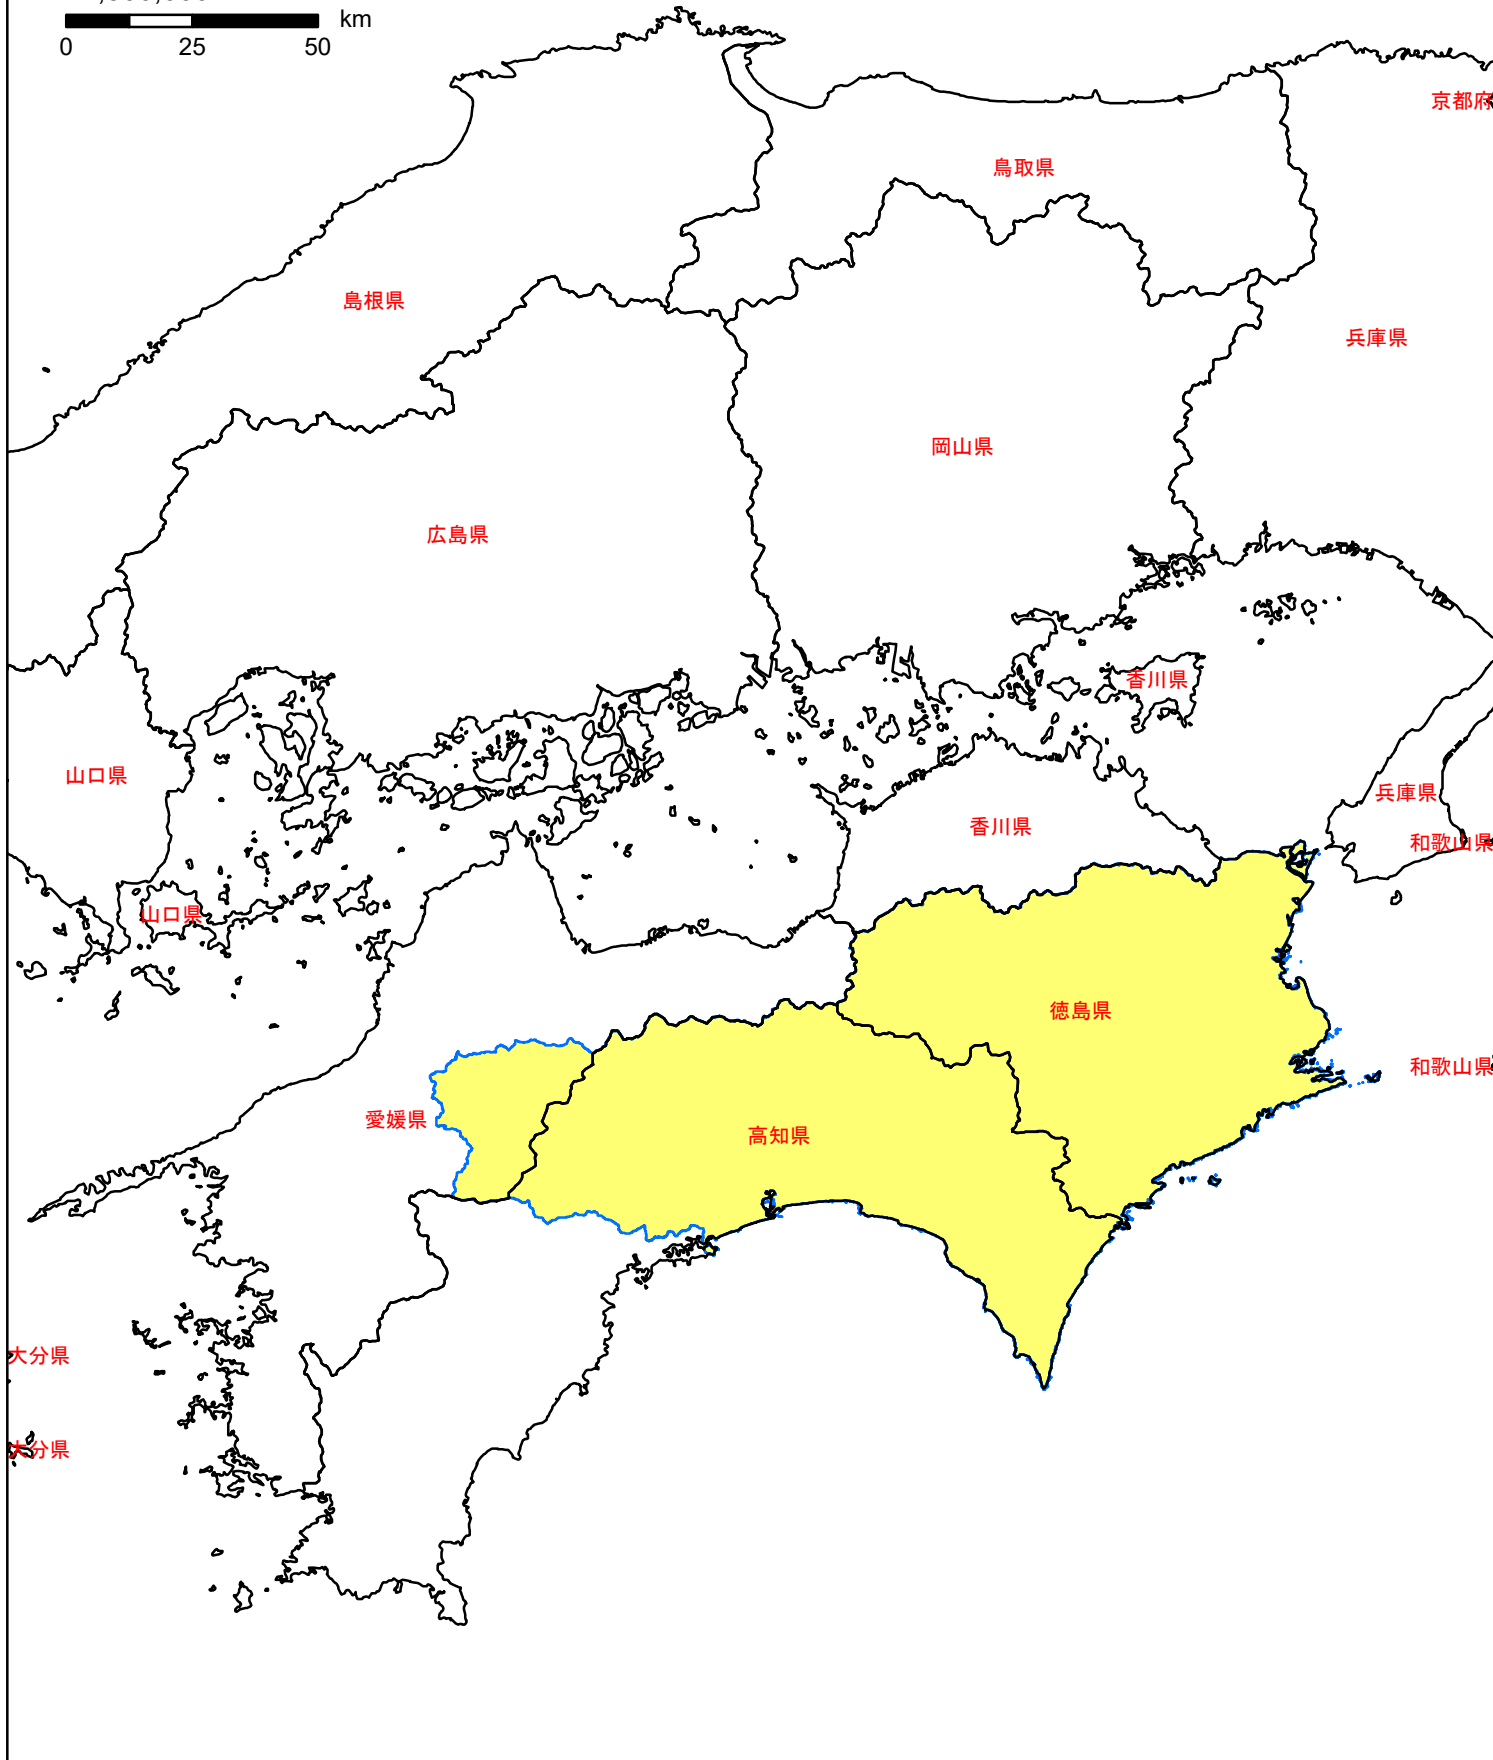 km
0 25 50
京都府
鳥取県
島根県
兵庫県
岡山県
広島県
香川県
山口県
兵庫県
香川県
和歌山県
山口県
徳島県
和歌山県
愛媛県
高知県
大分県
大分県